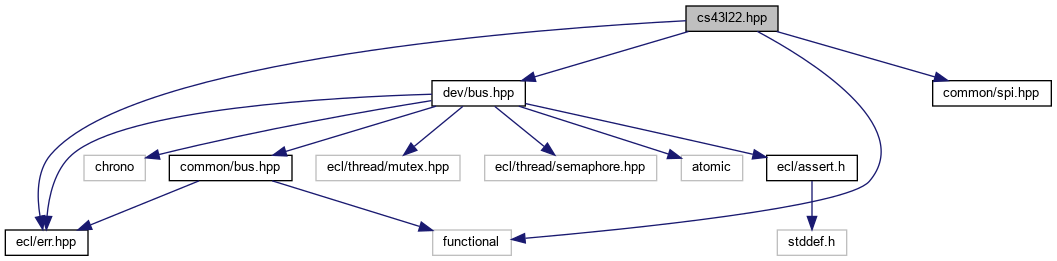 cs43l22.hpp
dev/bus.hpp
common/spi.hpp
chrono
common/bus.hpp
ecl/thread/mutex.hpp
ecl/thread/semaphore.hpp
atomic
ecl/assert.h
ecl/err.hpp
functional
stddef.h